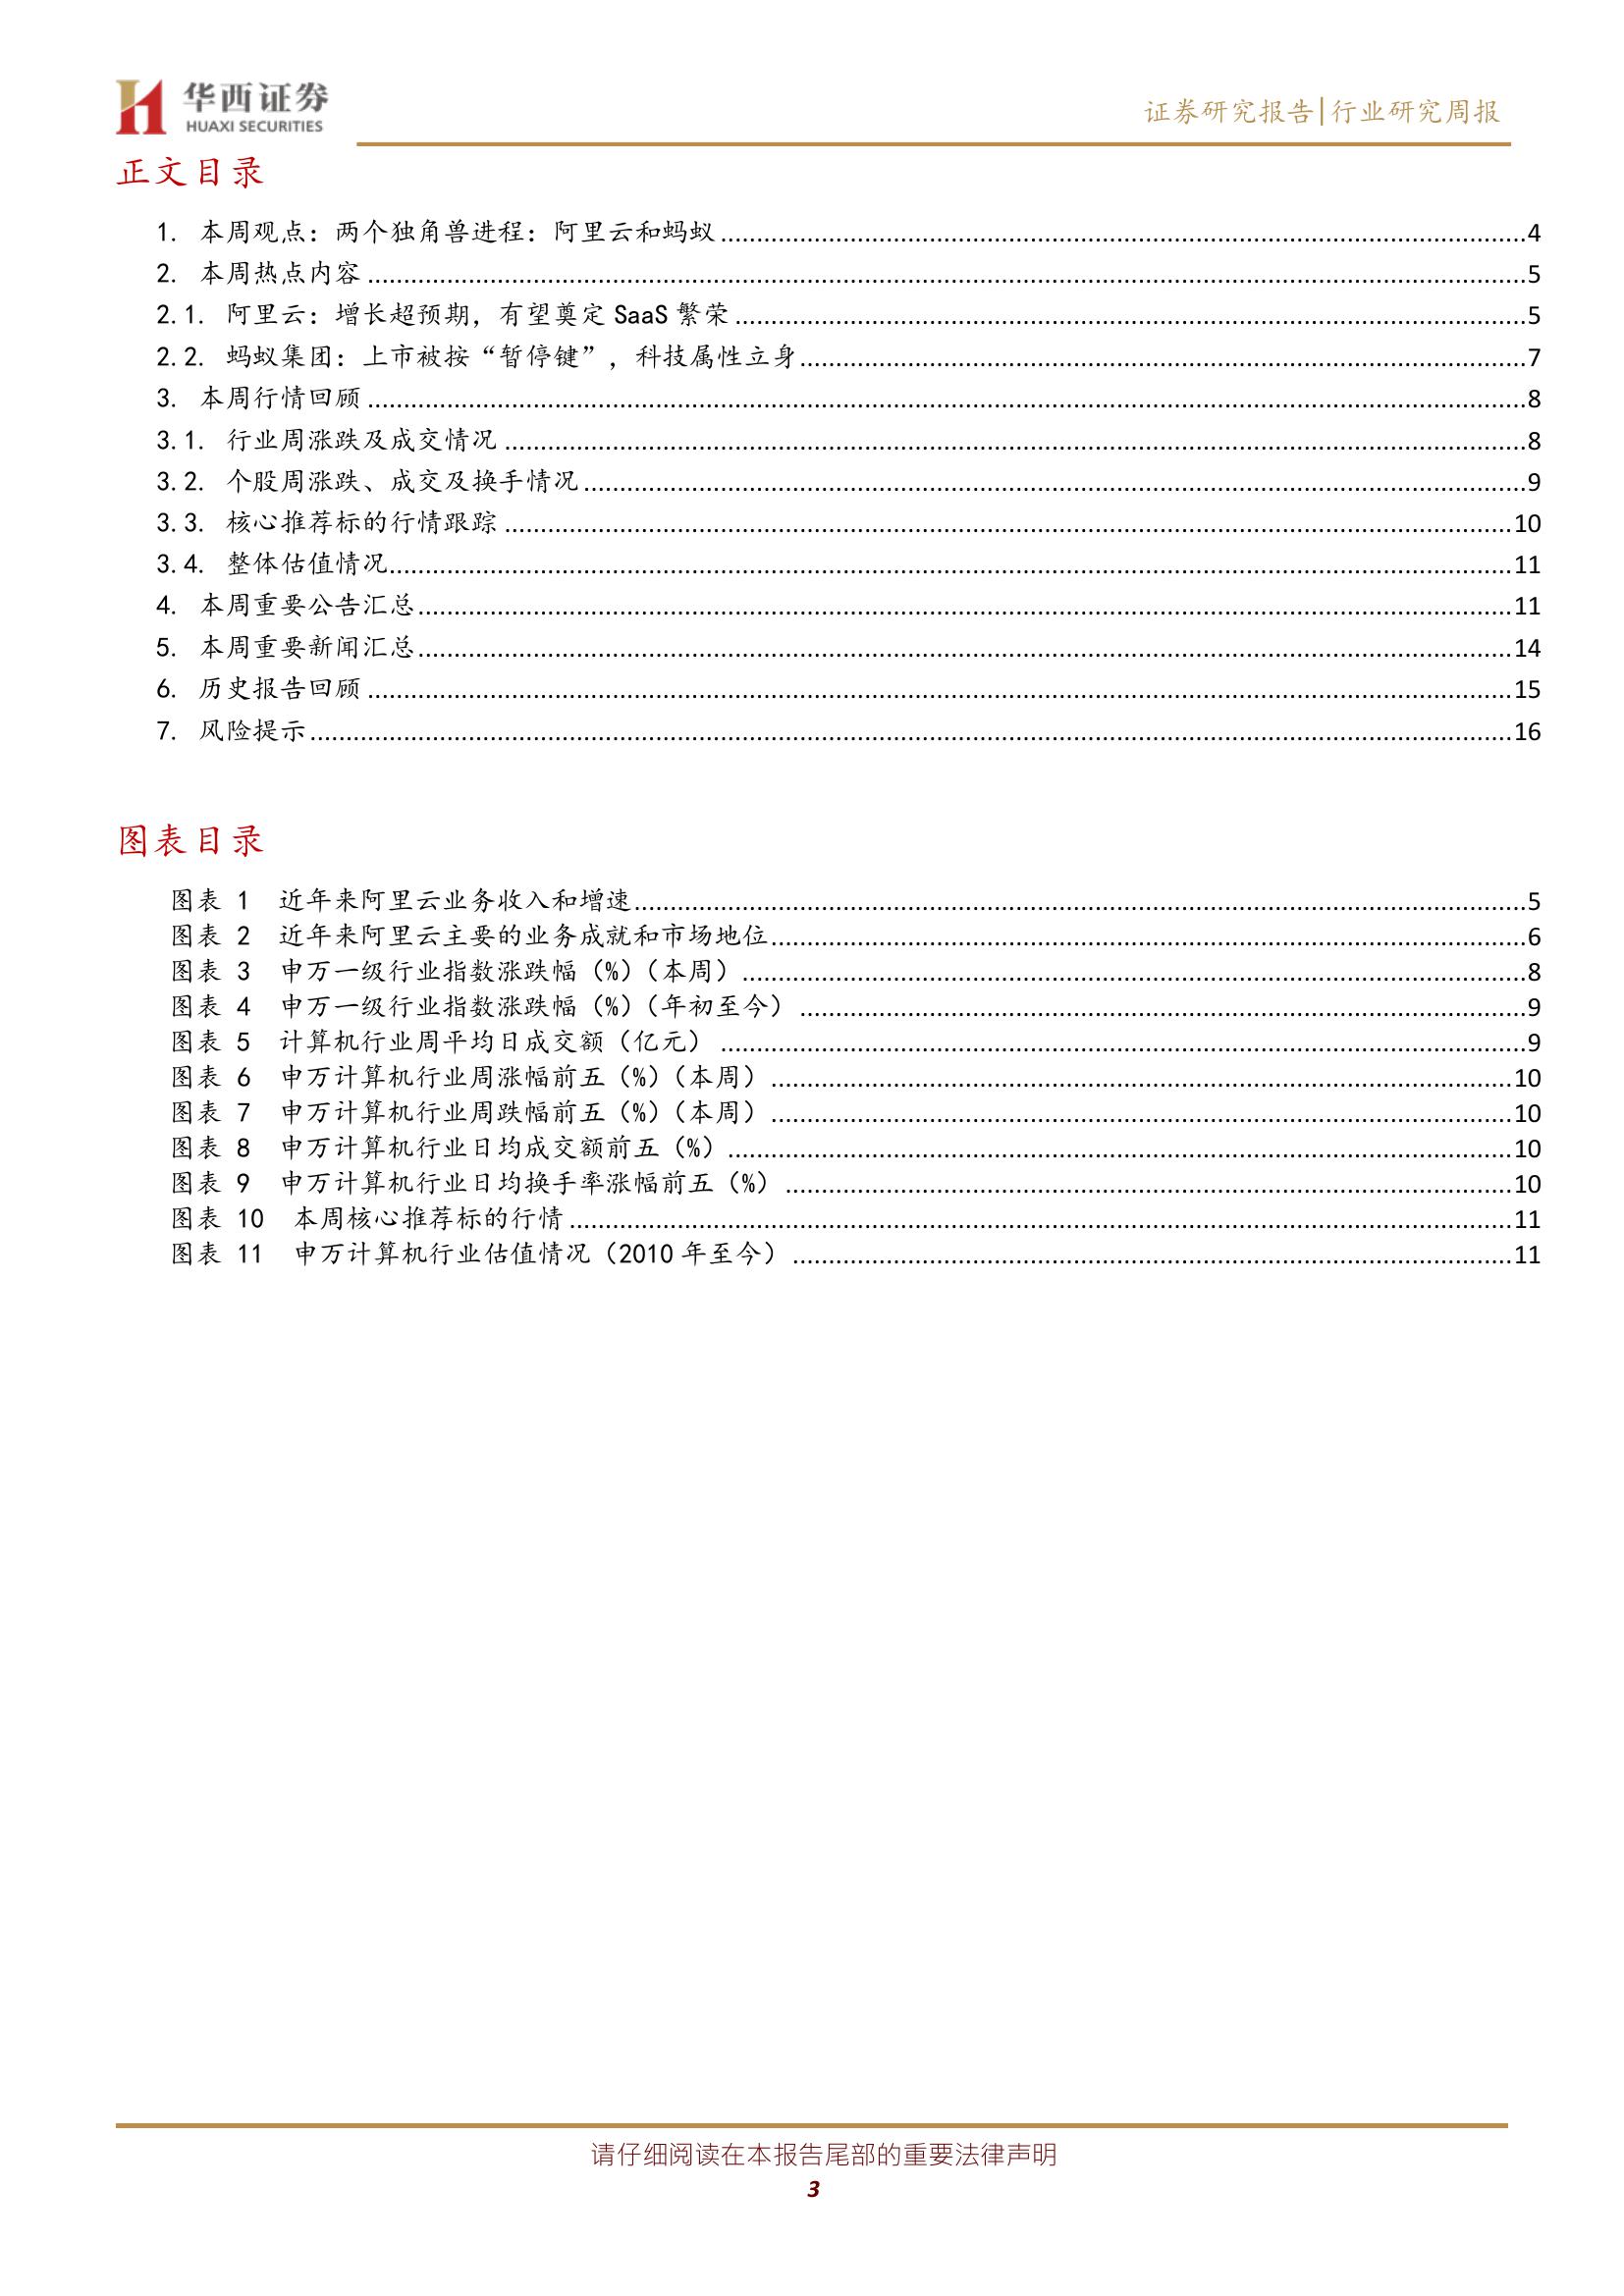 华西证券
HUAXI SECURITIES
证券研究报告|行业研究周报
正文目录
1. 本周观点：两个独角兽进程：阿里云和蚂蚁........4
2. 本周热点内容........5
2.1. 阿里云：增长超预期，有望奠定 SaaS 繁荣........5
2.2. 蚂蚁集团：上市被按“暂停键”，科技属性立身........7
3. 本周行情回顾........8
3.1. 行业周涨跌及成交情况........8
3.2. 个股周涨跌、成交及换手情况........9
3.3. 核心推荐标的行情跟踪........10
3.4. 整体估值情况........11
4. 本周重要公告汇总........11
5. 本周重要新闻汇总........14
6. 历史报告回顾........15
7. 风险提示........16
图表目录
图表 1 近年来阿里云业务收入和增速........5
图表 2 近年来阿里云主要的业务成就和市场地位........6
图表 3 申万一级行业指数涨跌幅（%）（本周）........8
图表 4 申万一级行业指数涨跌幅（%）（年初至今）........9
图表 5 计算机行业周平均日成交额（亿元）........9
图表 6 申万计算机行业周涨幅前五（%）（本周）........10
图表 7 申万计算机行业周跌幅前五（%）（本周）........10
图表 8 申万计算机行业日均成交额前五（%）........10
图表 9 申万计算机行业日均换手率涨幅前五（%）........10
图表 10 本周核心推荐标的行情........11
图表 11 申万计算机行业估值情况（2010 年至今）........11
请仔细阅读在本报告尾部的重要法律声明
3